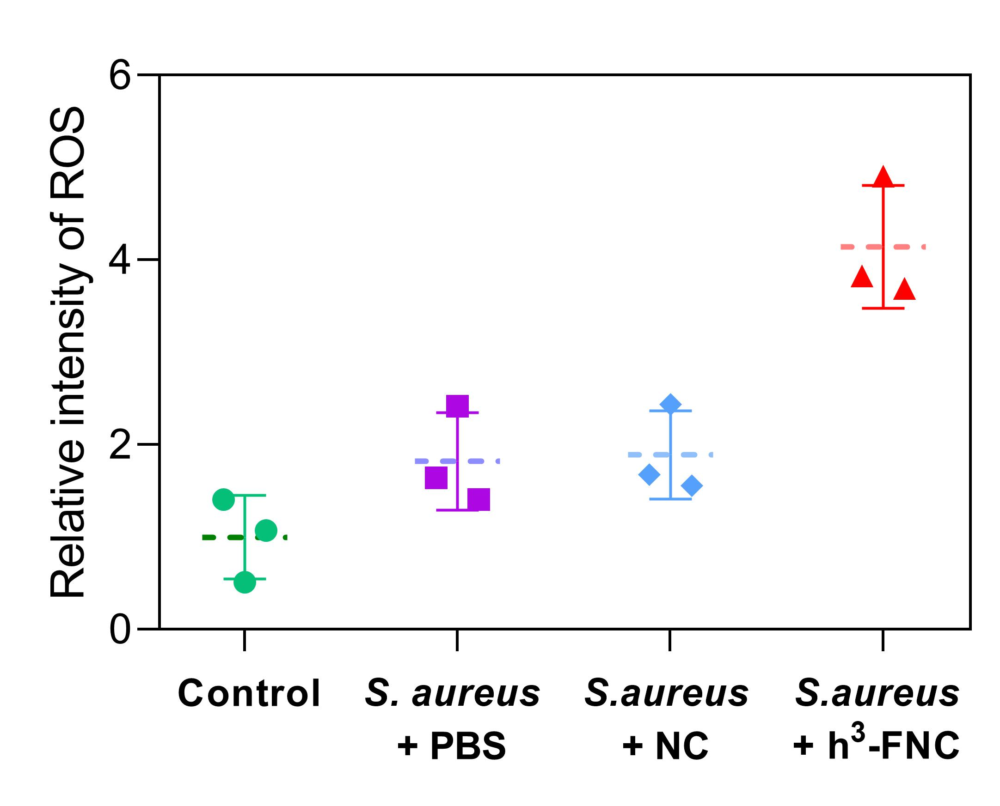 Relative intensity of ROS
6
4
2
0
Control
S. aureus
+ PBS
S.aureus
+ NC
S.aureus
+ h³-FNC